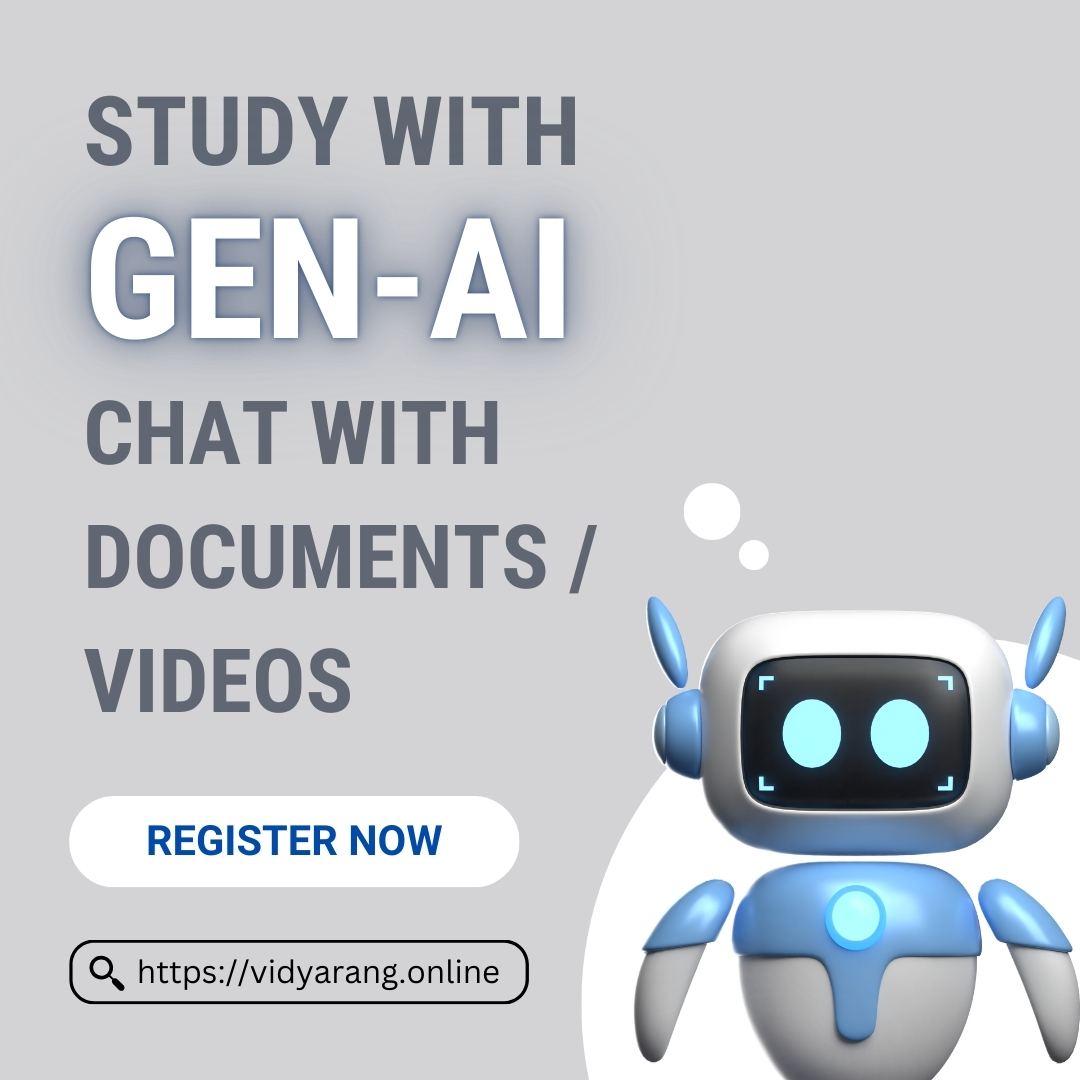 STUDY WITH
GEN-AI
CHAT WITH
DOCUMENTS /
VIDEOS
REGISTER NOW
https://vidyarang.online